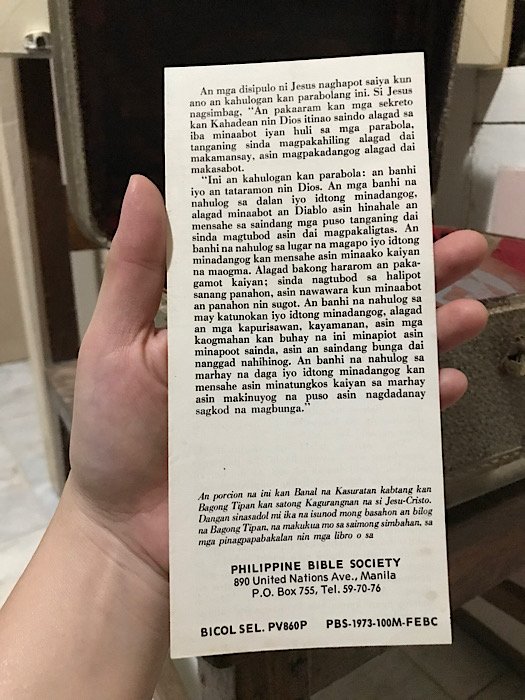 An mga disipulo ni Jesus naghapot saiya kun
ano an kahulogan kan parabolang ini. Si Jesus
nagsimbag, "An pakaaram kan mga sekreto
kan Kahadean nin Dios itinao saindo alagad sa
iba minaabot iyan huli sa mga parabola,
tanganing sinda magpakahiling alagad dai
makamansay, asin magpakadangog alagad dai
makasabot.
"Ini an kahulogan kan parabola: an banhi
iyo an tataramon nin Dios. An mga banhi na
nahulog sa dalan iyo idtong minadangog,
alagad minaabot an Diablo asin hinahale an
mensahe sa saindang mga puso tanganing dai
sinda magtubod asin dai magpakaligtas. An
banhi na nahulog sa lugar na magapo iyo idtong
minadangog kan mensahe asin minaako kaiyan
na maogma. Alagad bakong hararom an paka-
gamot kaiyan; sinda nagtubod sa halipot
sanang panahon, asin nawawara kun minaabot
an panahon nin sugot. An banhi na nahulog sa
may katunokan iyo idtong minadangog, alagad
an mga kapurisawan, kayamanan, asin mga
kaogmahan kan buhay na ini minapiot asin
minapoot sainda, asin an saindang bunga dai
nanggad nahihinog. An banhi na nahulog sa
marhay na daga iyo idtong minadangog kan
mensahe asin minatungkos kaiyan sa marhay
asin makinuyog na puso asin nagdadanay
sagkod na magbunga."
An porcion na ini kan Banal na Kasuratan kabtang kan
Bagong Tipan kan satong Kagurangnan na si Jesu-Cristo.
Dangan sinasadol mi ika na isunod mong basahon an bilog
na Bagong Tipan, na makukua mo sa saimong simbahan, sa
mga pinagpapabakalan nin mga libro o sa
PHILIPPINE BIBLE SOCIETY
890 United Nations Ave., Manila
P.O. Box 755, Tel. 59-70-76
BICOL SEL. PV860P PBS-1973-100M-FEBC